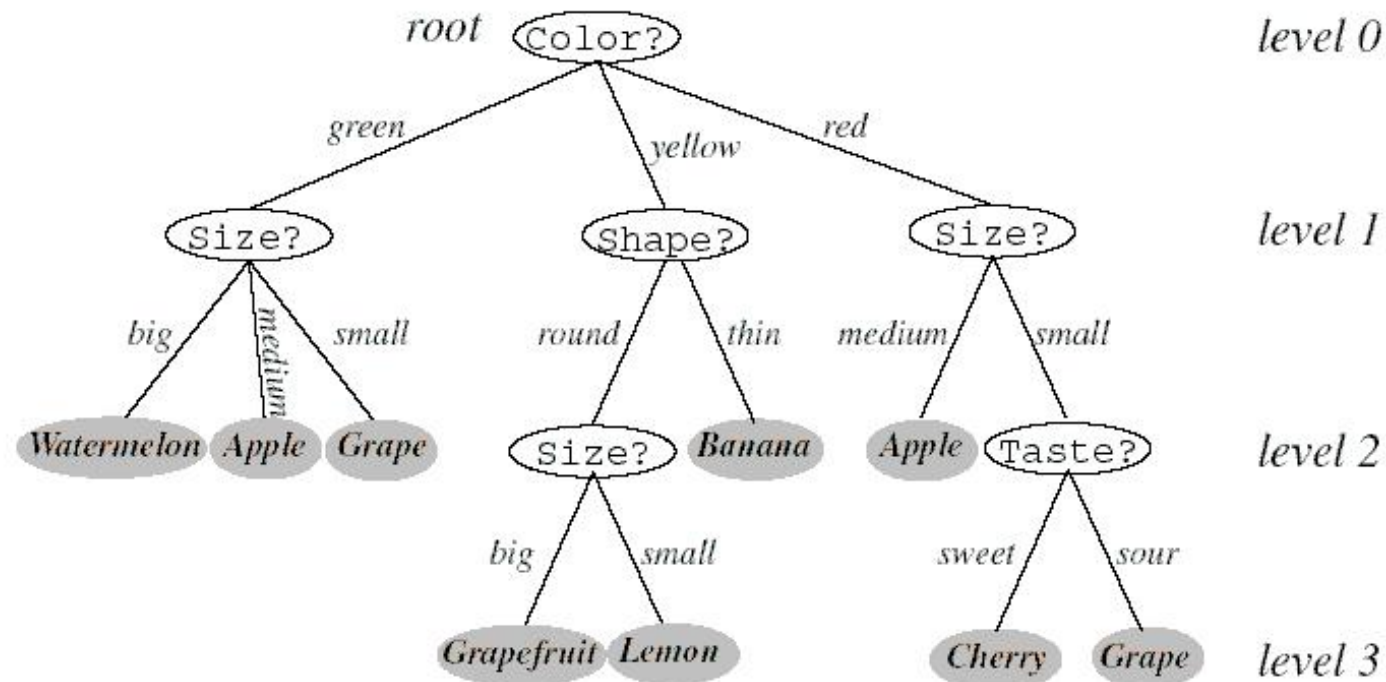 root Color? level 0
green yellow red
Size? Shape? Size? level 1
big medium small round thin medium small
Watermelon Apple Grape Size? Banana Apple Taste? level 2
big small sweet sour
Grapefruit Lemon Cherry Grape level 3